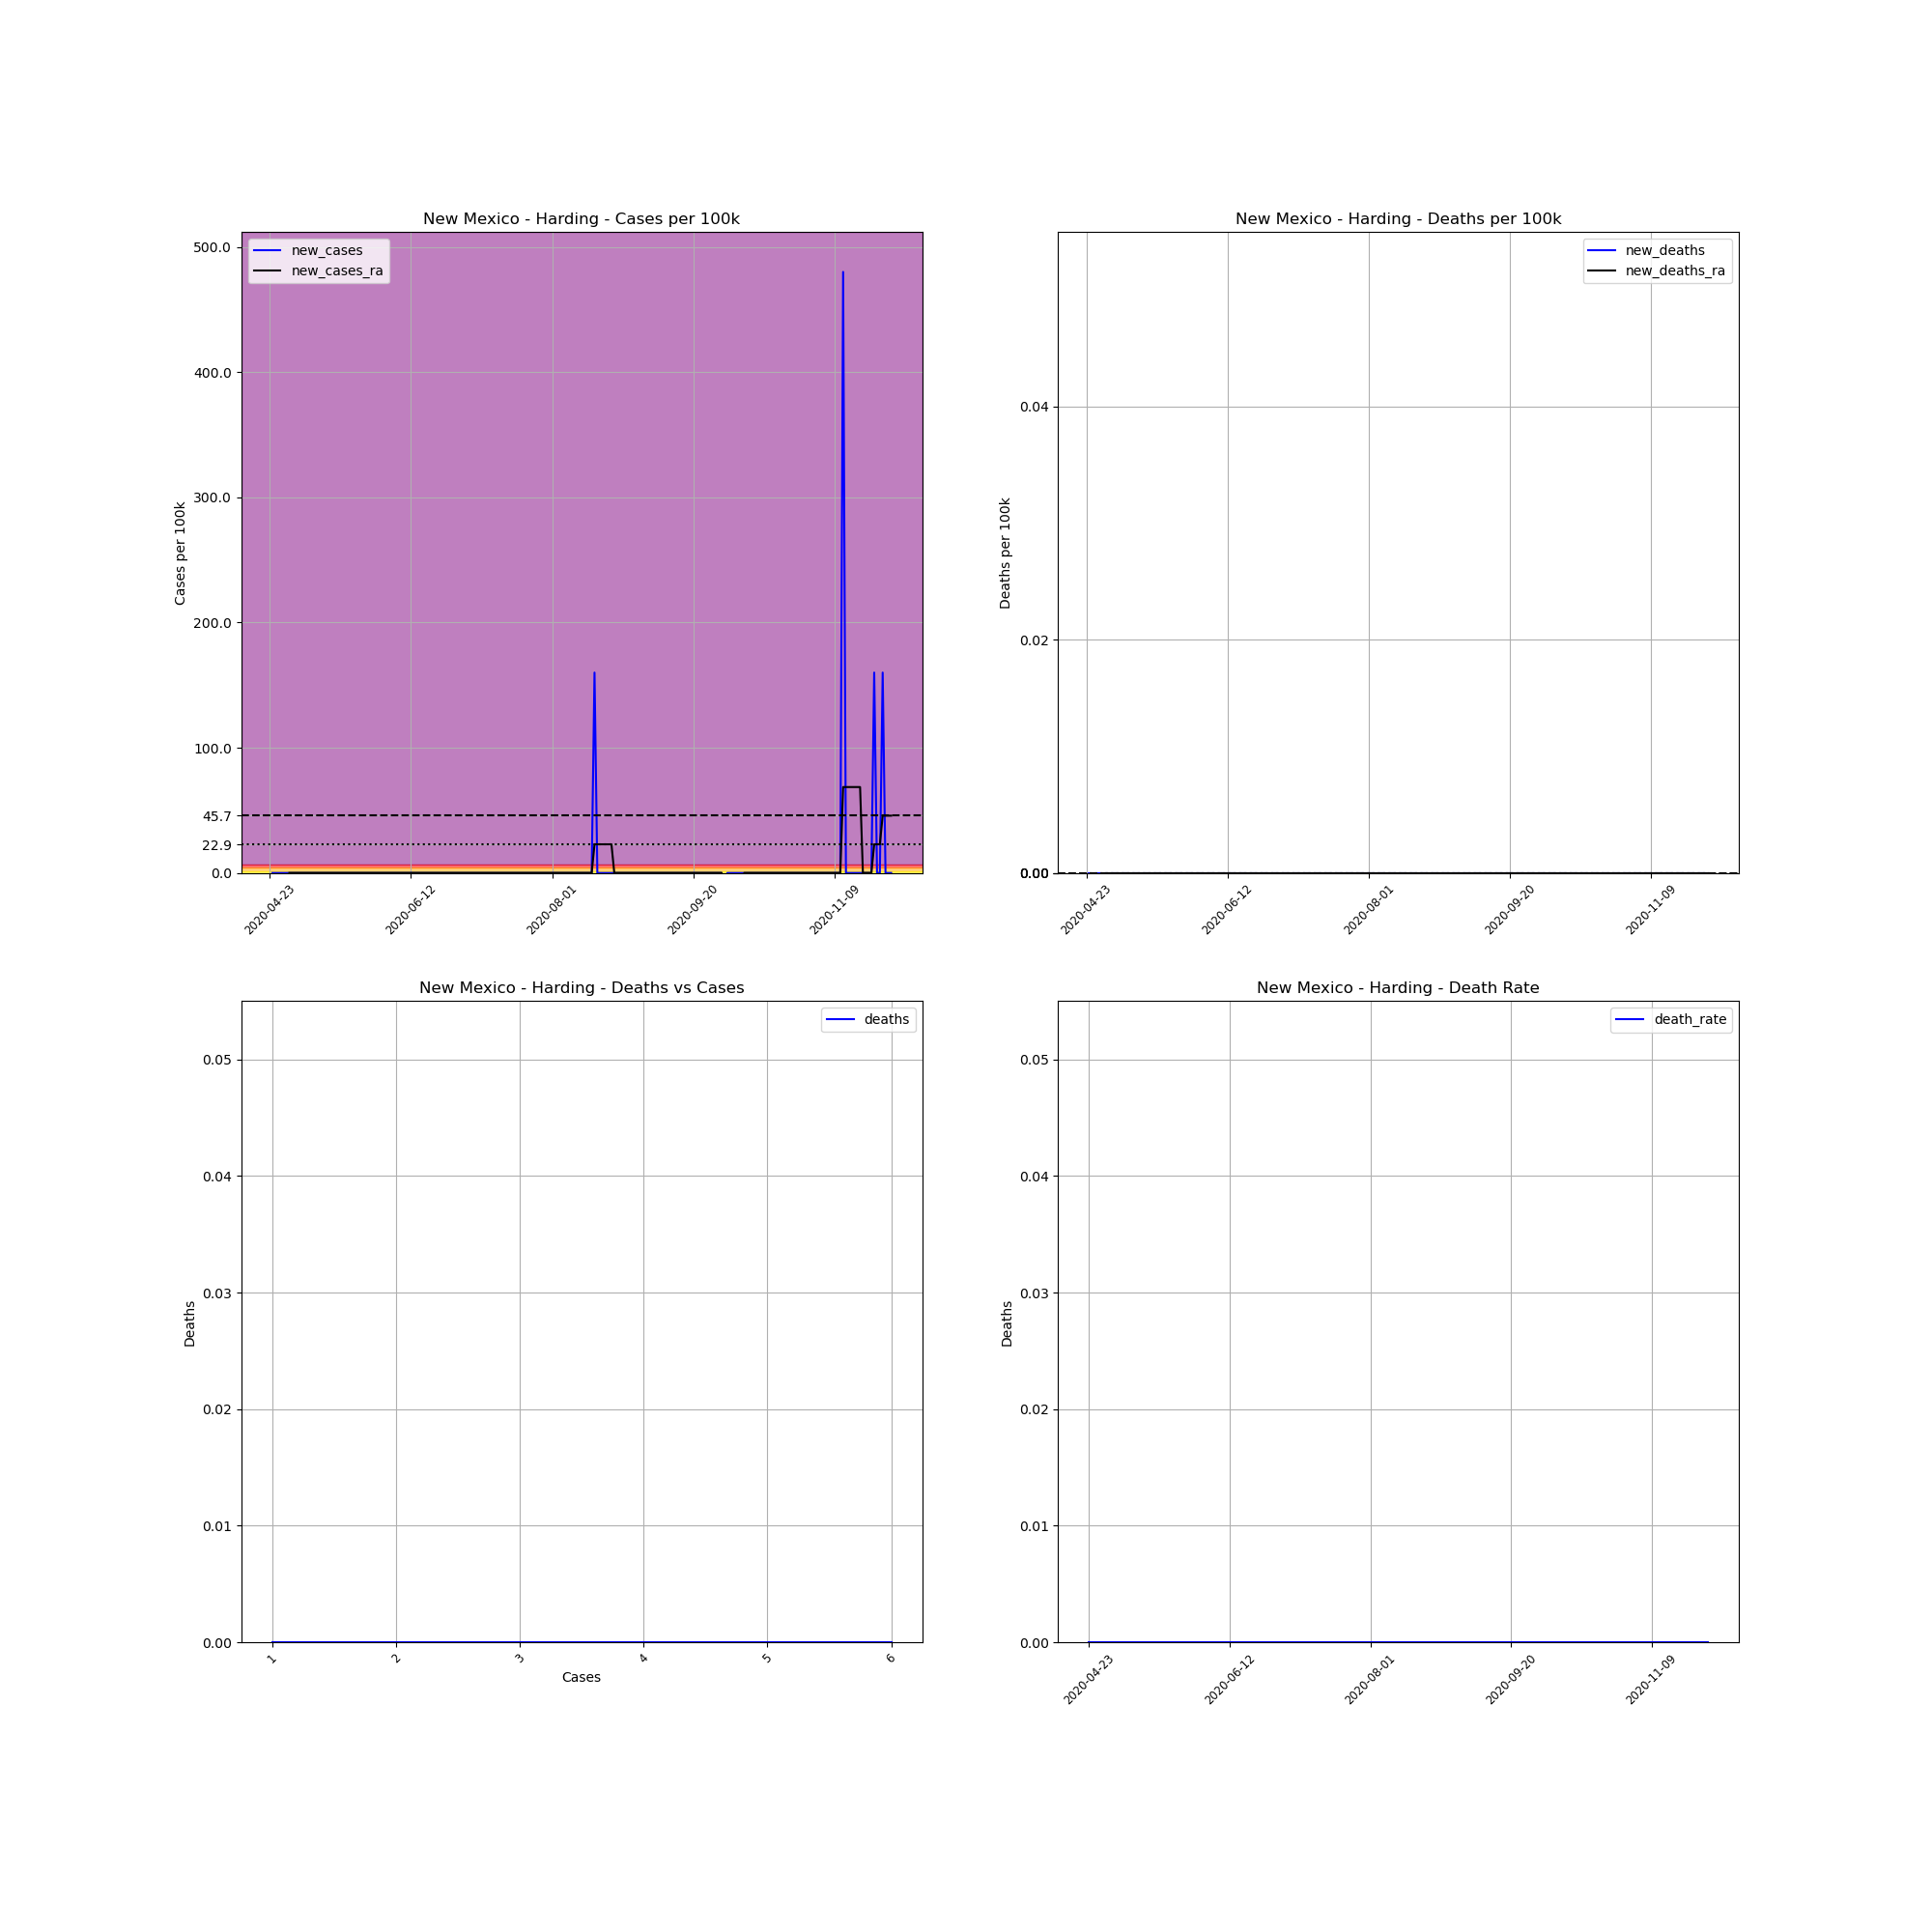 New Mexico - Harding - Cases per 100k
new_cases
new_cases_ra
Cases per 100k
500.0
400.0
300.0
200.0
100.0
45.7
22.9
0.0
2020-04-23
2020-06-12
2020-08-01
2020-09-20
2020-11-09
New Mexico - Harding - Deaths per 100k
new_deaths
new_deaths_ra
Deaths per 100k
0.04
0.02
0.00
2020-04-23
2020-06-12
2020-08-01
2020-09-20
2020-11-09
New Mexico - Harding - Deaths vs Cases
deaths
Deaths
0.05
0.04
0.03
0.02
0.01
0.00
1
2
3
4
5
6
Cases
New Mexico - Harding - Death Rate
death_rate
Deaths
0.05
0.04
0.03
0.02
0.01
0.00
2020-04-23
2020-06-12
2020-08-01
2020-09-20
2020-11-09